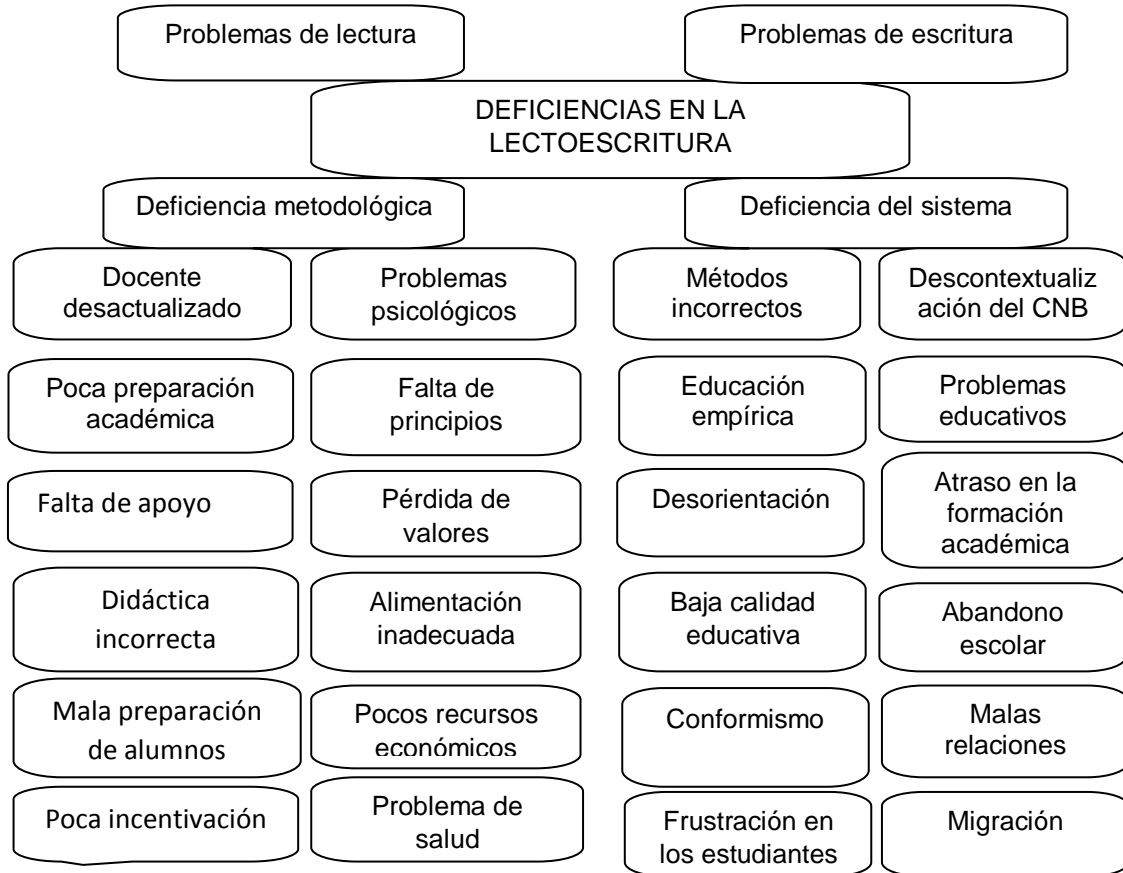 Problemas de lectura
Problemas de escritura
DEFICIENCIAS EN LA
LECTOESCRITURA
Deficiencia metodológica
Deficiencia del sistema
Docente
desactualizado
Problemas
psicológicos
Métodos
incorrectos
Descontextualiz
ación del CNB
Poca preparación
académica
Falta de
principios
Educación
empírica
Problemas
educativos
Falta de apoyo
Pérdida de
valores
Desorientación
Atraso en la
formación
académica
Didáctica
incorrecta
Alimentación
inadecuada
Baja calidad
educativa
Abandono
escolar
Mala preparación
de alumnos
Pocos recursos
económicos
Conformismo
Malas
relaciones
Poca incentivación
Problema de
salud
Frustración en
los estudiantes
Migración